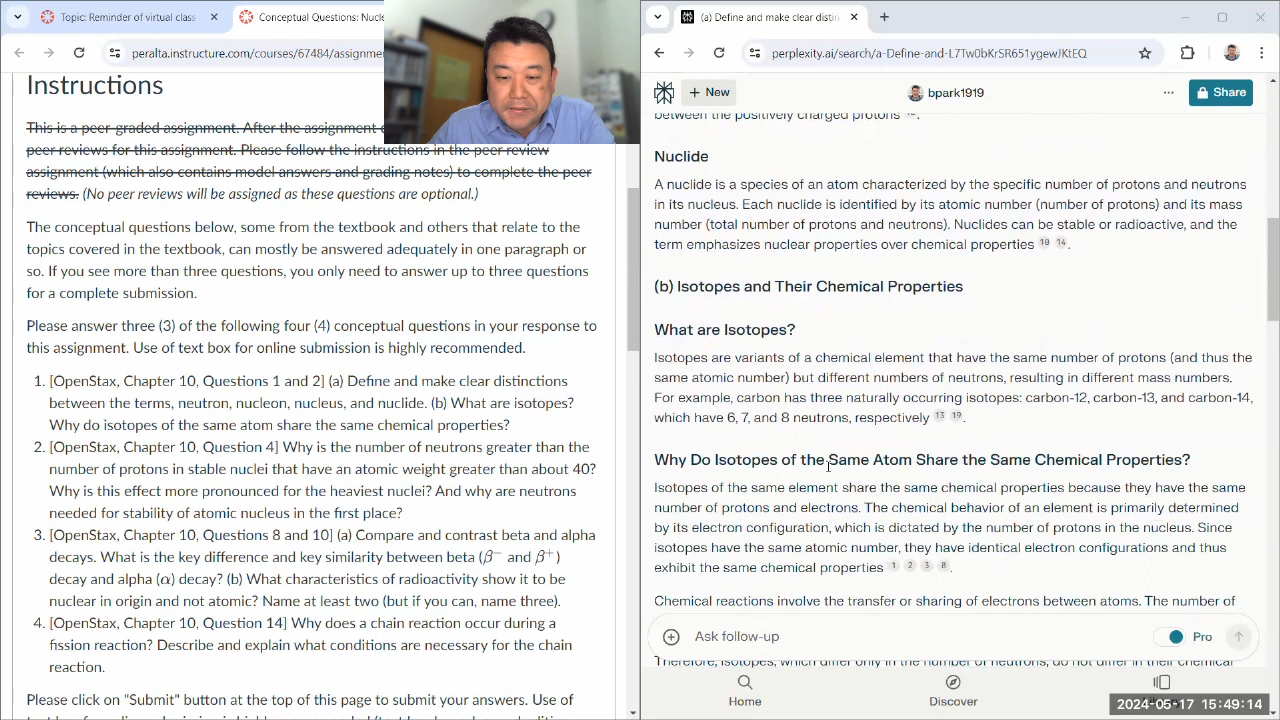 Topic: Reminder of virtual class
Conceptual Questions: Nucle
peralta.instructure.com/courses/67484/assignme
Instructions
This is a peer-graded assignment. After the assignment
peer reviews for this assignment. Please follow the instructions in the peer review
assignment (which also contains model answers and grading notes) to complete the peer
reviews. (No peer reviews will be assigned as these questions are optional.)
The conceptual questions below, some from the textbook and others that relate to the
topics covered in the textbook, can mostly be answered adequately in one paragraph or
so. If you see more than three questions, you only need to answer up to three questions
for a complete submission.
Please answer three (3) of the following four (4) conceptual questions in your response to
this assignment. Use of text box for online submission is highly recommended.
1. [OpenStax, Chapter 10, Questions 1 and 2] (a) Define and make clear distinctions
between the terms, neutron, nucleon, nucleus, and nuclide. (b) What are isotopes?
Why do isotopes of the same atom share the same chemical properties?
2. [OpenStax, Chapter 10, Question 4] Why is the number of neutrons greater than the
number of protons in stable nuclei that have an atomic weight greater than about 40?
Why is this effect more pronounced for the heaviest nuclei? And why are neutrons
needed for stability of atomic nucleus in the first place?
3. [OpenStax, Chapter 10, Questions 8 and 10] (a) Compare and contrast beta and alpha
decays. What is the key difference and key similarity between beta (β⁻ and β⁺)
decay and alpha (α) decay? (b) What characteristics of radioactivity show it to be
nuclear in origin and not atomic? Name at least two (but if you can, name three).
4. [OpenStax, Chapter 10, Question 14] Why does a chain reaction occur during a
fission reaction? Describe and explain what conditions are necessary for the chain
reaction.
Please click on "Submit" button at the top of this page to submit your answers. Use of
(a) Define and make clear distin
perplexity.ai/search/a-Define-and-L7Tw0bKrSR651ygewJKtEQ
New
bpark1919
Share
between the positively charged protons
Nuclide
A nuclide is a species of an atom characterized by the specific number of protons and neutrons
in its nucleus. Each nuclide is identified by its atomic number (number of protons) and its mass
number (total number of protons and neutrons). Nuclides can be stable or radioactive, and the
term emphasizes nuclear properties over chemical properties 10 14.
(b) Isotopes and Their Chemical Properties
What are Isotopes?
Isotopes are variants of a chemical element that have the same number of protons (and thus the
same atomic number) but different numbers of neutrons, resulting in different mass numbers.
For example, carbon has three naturally occurring isotopes: carbon-12, carbon-13, and carbon-14,
which have 6, 7, and 8 neutrons, respectively 13 19.
Why Do Isotopes of the Same Atom Share the Same Chemical Properties?
Isotopes of the same element share the same chemical properties because they have the same
number of protons and electrons. The chemical behavior of an element is primarily determined
by its electron configuration, which is dictated by the number of protons in the nucleus. Since
isotopes have the same atomic number, they have identical electron configurations and thus
exhibit the same chemical properties 1 2 3 8.
Chemical reactions involve the transfer or sharing of electrons between atoms. The number of
Ask follow-up
Pro
Therefore, isotopes, which differ only in the number of neutrons, do not differ in their chemical
Home
Discover
2024-05-17 15:49:14